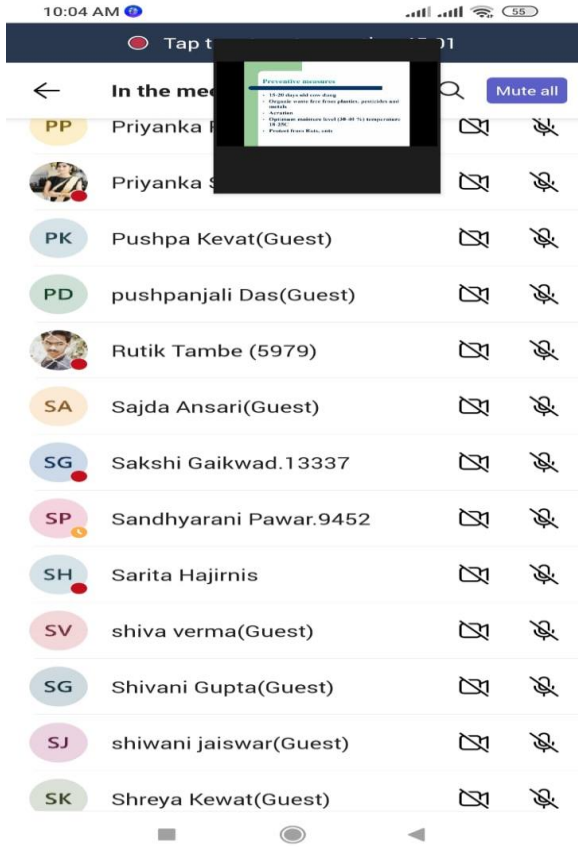 10:04 AM
55
Tap t
01
In the mee
Mute all
Preventive measures
15-20 days old cow dung
Organic waste free from plastics, pesticides and
metals
Aeration
Optimum moisture level (30-40 %) temperature
18-25C
Protect from Rats, ants
PP Priyanka
Priyanka S
PK Pushpa Kevat(Guest)
PD pushpanjali Das(Guest)
Rutik Tambe (5979)
SA Sajda Ansari(Guest)
SG Sakshi Gaikwad.13337
SP Sandhyarani Pawar.9452
SH Sarita Hajirnis
SV shiva verma(Guest)
SG Shivani Gupta(Guest)
SJ shiwani jaiswar(Guest)
SK Shreya Kewat(Guest)